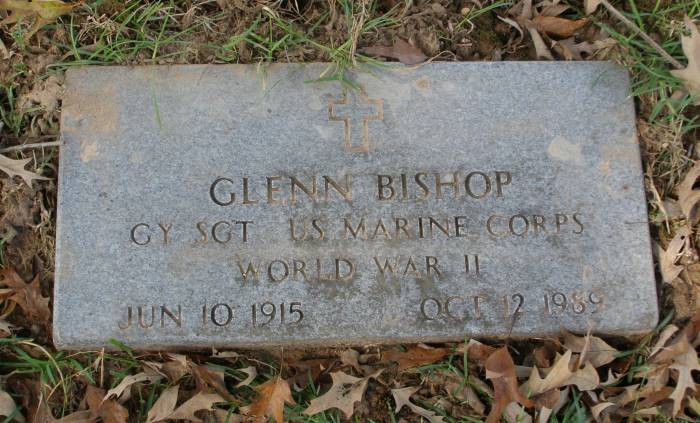 GLENN BISHOP
GY SGT US MARINE CORPS
WORLD WAR II
JUN 10 1915 OCT 12 1989